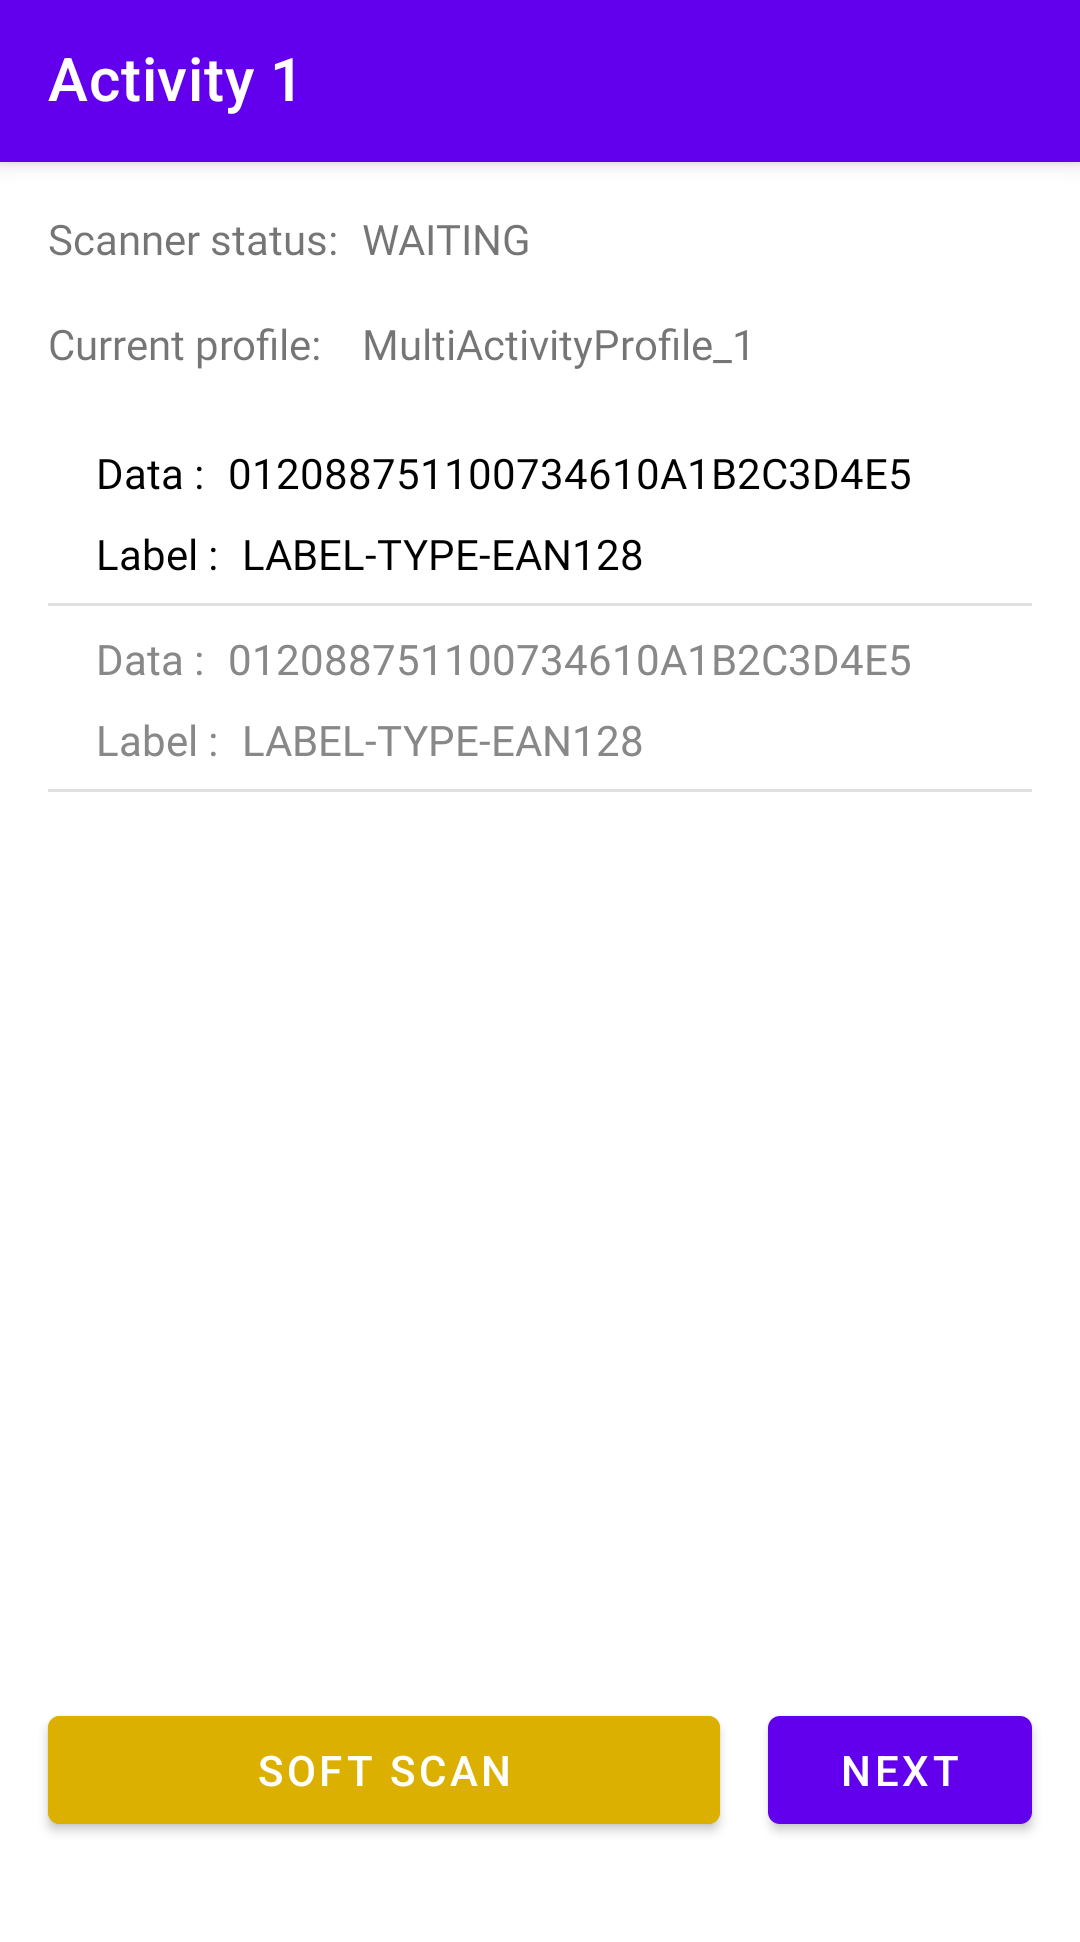 Activity 1
Scanner status: WAITING
Current profile: MultiActivityProfile_1
Data : 012088751100734610A1B2C3D4E5
Label : LABEL-TYPE-EAN128
Data : 012088751100734610A1B2C3D4E5
Label : LABEL-TYPE-EAN128
SOFT SCAN NEXT